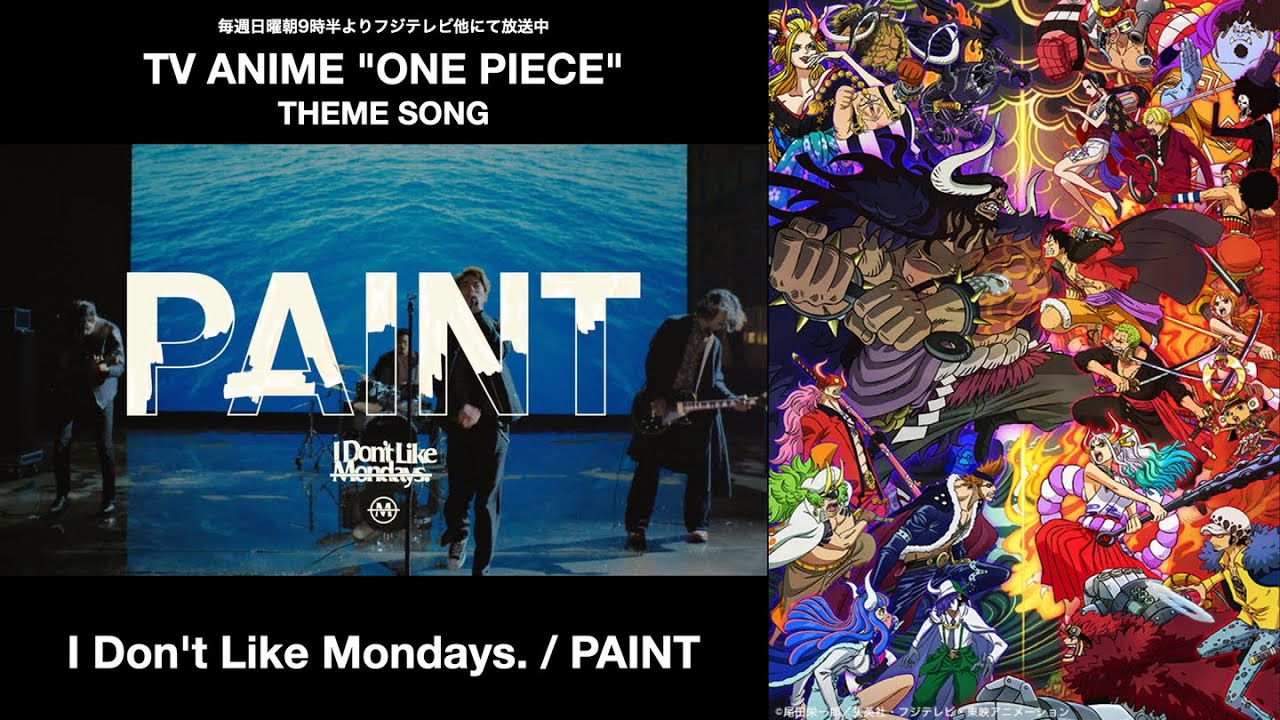 毎週日曜朝9時半よりフジテレビ他にて放送中
TV ANIME "ONE PIECE"
THEME SONG
PAINT
I Don't Like
Mondays.
M
I Don't Like Mondays. / PAINT
©尾田栄一郎/集英社・フジテレビ・東映アニメーション